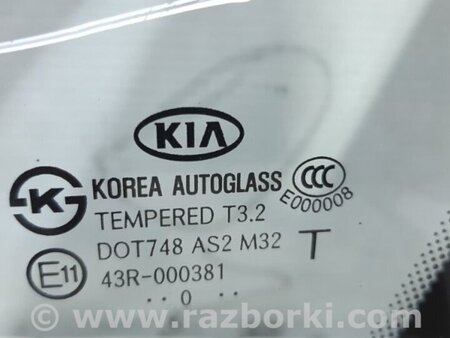 KIA
K KOREA AUTOGLASS CCC
E000008
TEMPERED T3.2
DOT748 AS2 M32 T
E11 43R-000381
.. 0 ..
www.razborki.com